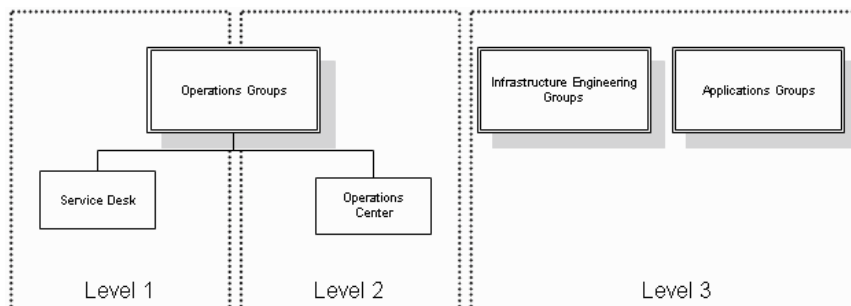 Operations Groups
Infrastructure Engineering
Groups
Applications Groups
Service Desk
Operations
Center
Level 1
Level 2
Level 3